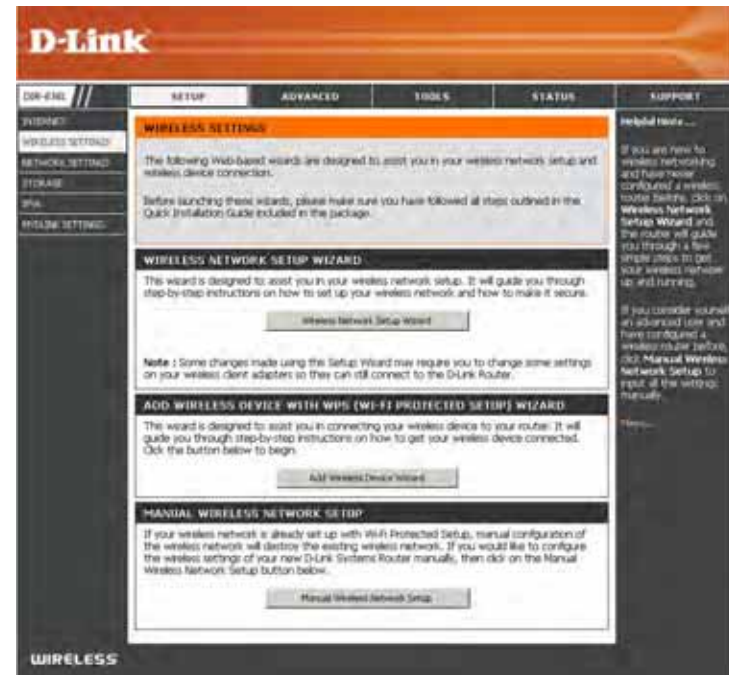 D-Link
DIR-636L
SETUP
ADVANCED
TOOLS
STATUS
SUPPORT
INTERNET
WIRELESS SETTINGS
NETWORK SETTINGS
STORAGE
IPV6
MYDLINK SETTINGS
WIRELESS SETTINGS
The following Web-based wizards are designed to assist you in your wireless network setup and
wireless device connection.
Before launching these wizards, please make sure you have followed all steps outlined in the
Quick Installation Guide included in the package.
WIRELESS NETWORK SETUP WIZARD
This wizard is designed to assist you in your wireless network setup. It will guide you through
step-by-step instructions on how to set up your wireless network and how to make it secure.
Wireless Network Setup Wizard
Note : Some changes made using this Setup Wizard may require you to change some settings
on your wireless client adapters so they can still connect to the D-Link Router.
ADD WIRELESS DEVICE WITH WPS (WI-FI PROTECTED SETUP) WIZARD
This wizard is designed to assist you in connecting your wireless device to your router. It will
guide you through step-by-step instructions on how to get your wireless device connected.
Click the button below to begin.
Add Wireless Device Wizard
MANUAL WIRELESS NETWORK SETUP
If your wireless network is already set up with Wi-Fi Protected Setup, manual configuration of
the wireless network will destroy the existing wireless network. If you would like to configure
the wireless settings of your new D-Link Systems Router manually, then click on the Manual
Wireless Network Setup button below.
Manual Wireless Network Setup
Helpful Hints...
If you are new to
wireless networking
and have never
configured a wireless
router before, click on
Wireless Network
Setup Wizard and
the router will guide
you through a few
simple steps to get
your wireless network
up and running.
If you consider yourself
an advanced user and
have configured a
wireless router before,
click Manual Wireless
Network Setup to
input all the settings
manually.
More...
WIRELESS